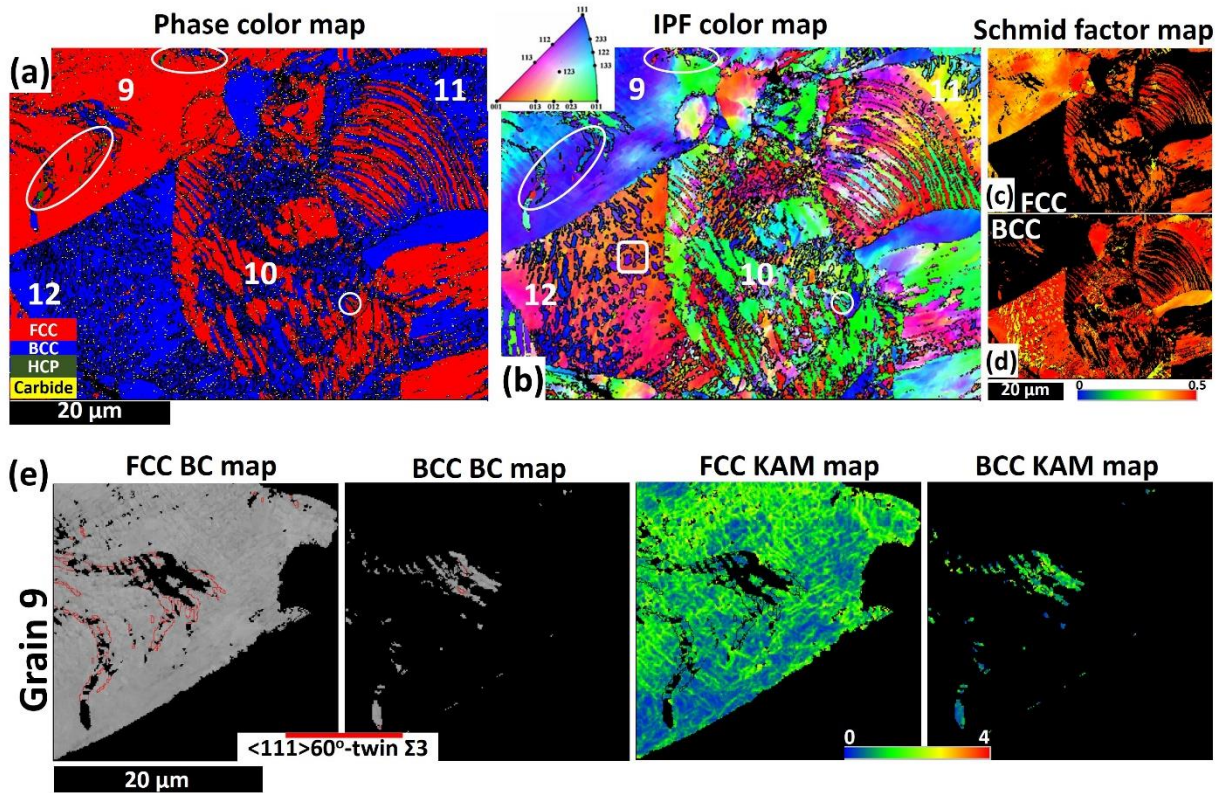 Phase color map
IPF color map
Schmid factor map
(a)
9
11
10
12
FCC
BCC
HCP
Carbide
20 μm
111
112
113
123
233
122
133
001
013 012 023
011
9
11
10
12
(b)
(c)
FCC
BCC
(d)
20 μm
0
0.5
(e)
FCC BC map
BCC BC map
FCC KAM map
BCC KAM map
Grain 9
<111>60º-twin Σ3
20 μm
0
4